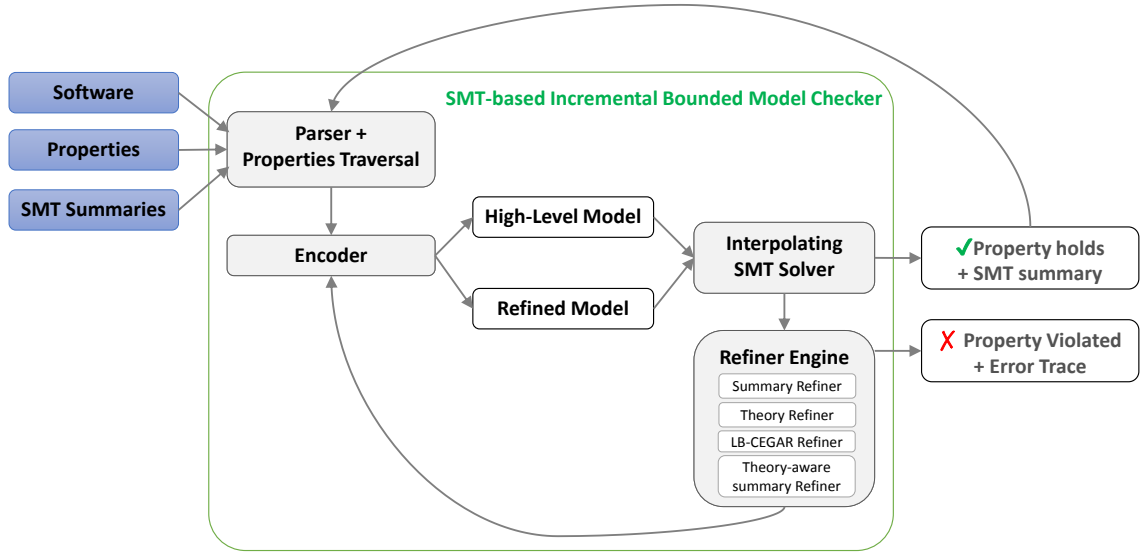 SMT-based Incremental Bounded Model Checker
Software
Properties
SMT Summaries
Parser +
Properties Traversal
Encoder
High-Level Model
Refined Model
Interpolating
SMT Solver
✓Property holds
+ SMT summary
Refiner Engine
Summary Refiner
Theory Refiner
LB-CEGAR Refiner
Theory-aware
summary Refiner
✗ Property Violated
+ Error Trace